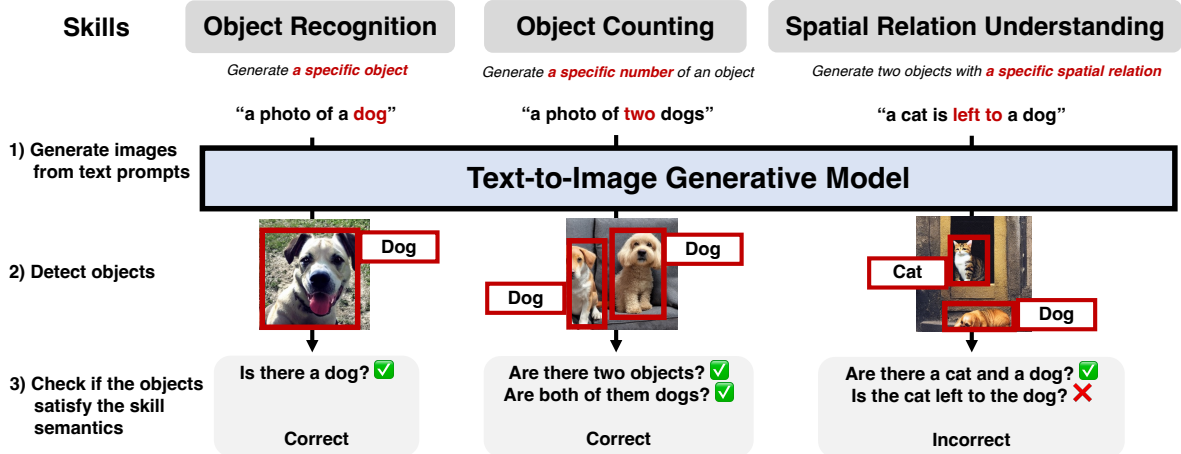 Skills
Object Recognition
Object Counting
Spatial Relation Understanding
Generate a specific object
Generate a specific number of an object
Generate two objects with a specific spatial relation
“a photo of a dog”
“a photo of two dogs”
“a cat is left to a dog”
1) Generate images
from text prompts
Text-to-Image Generative Model
2) Detect objects
Dog
Dog
Dog
Cat
Dog
3) Check if the objects
satisfy the skill
semantics
Is there a dog? ✅
Correct
Are there two objects? ✅
Are both of them dogs? ✅
Correct
Are there a cat and a dog? ✅
Is the cat left to the dog? ❌
Incorrect